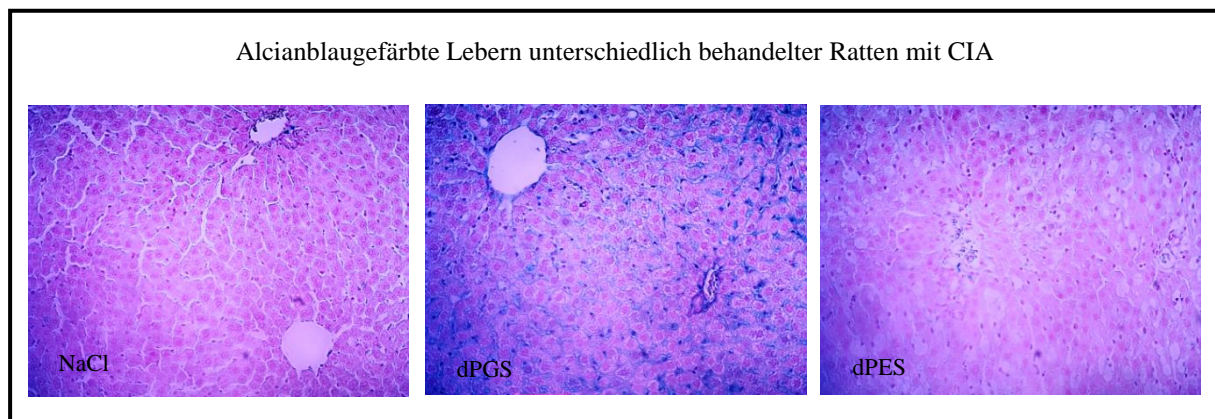 Alcianblaugefärbte Lebern unterschiedlich behandelter Ratten mit CIA
NaCl
dPGS
dPES